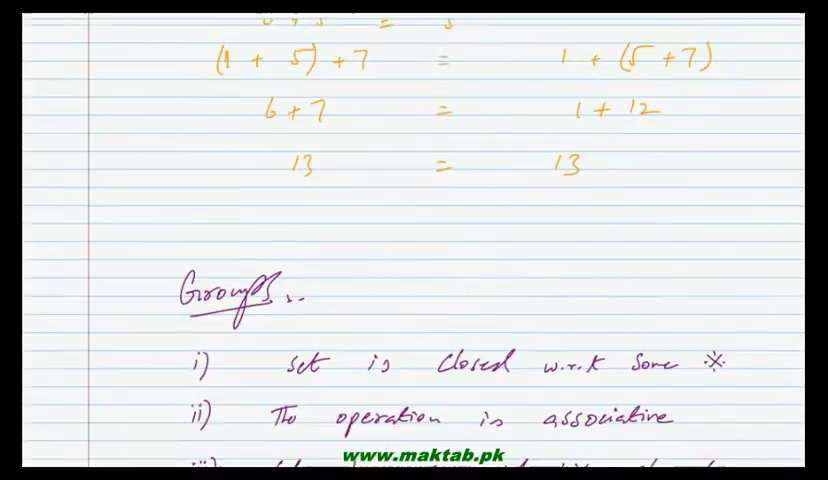 (1 + 5) + 7 = 1 + (5 + 7)
6 + 7 = 1 + 12
13 = 13
Groups:.
i) set is closed w.r.t some *
ii) The operation is associative
www.maktab.pk